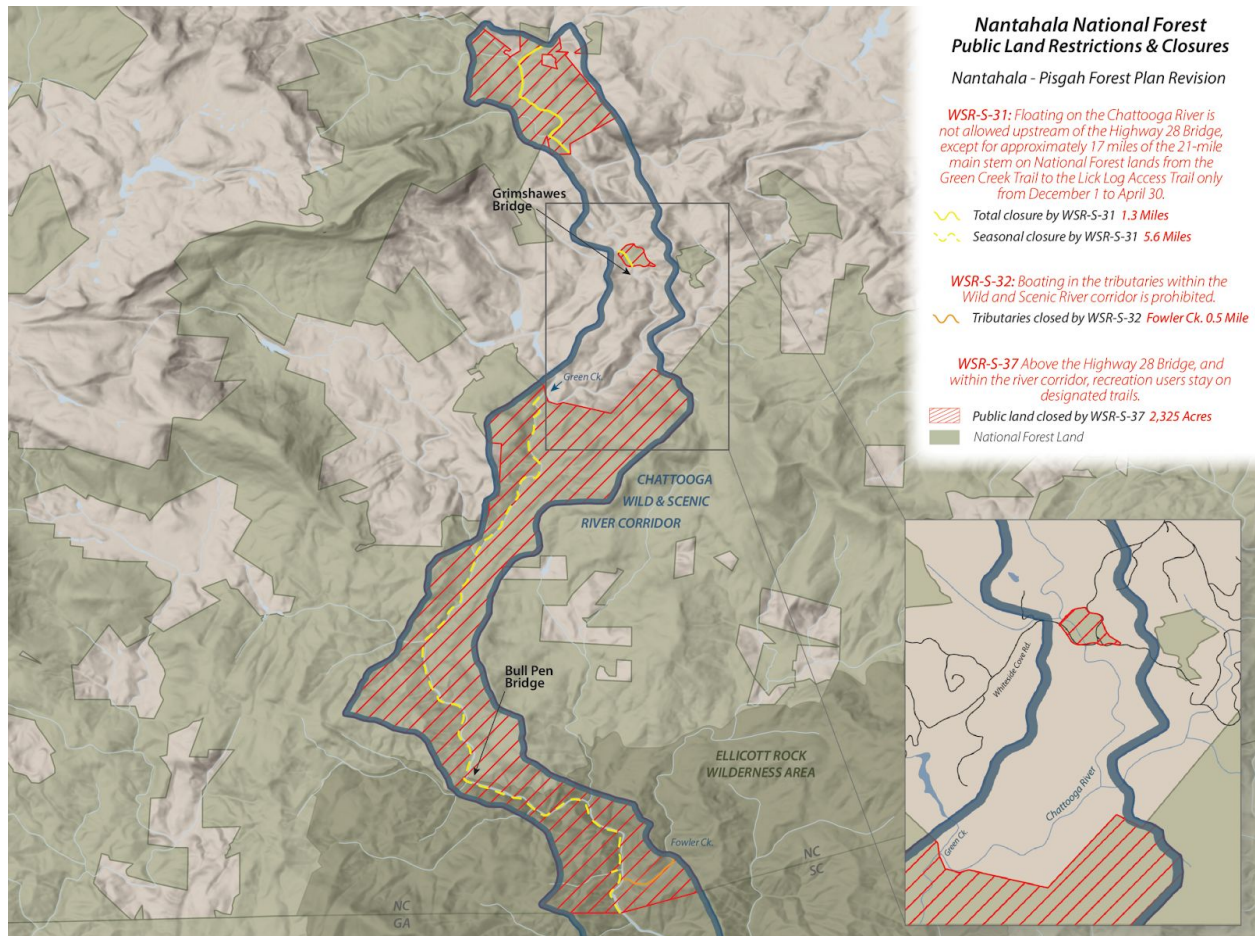 Nantahala National Forest
Public Land Restrictions & Closures
Nantahala - Pisgah Forest Plan Revision
WSR-S-31: Floating on the Chattooga River is
not allowed upstream of the Highway 28 Bridge,
except for approximately 17 miles of the 21-mile
main stem on National Forest lands from the
Green Creek Trail to the Lick Log Access Trail only
from December 1 to April 30.
Total closure by WSR-S-31 1.3 Miles
Seasonal closure by WSR-S-31 5.6 Miles
WSR-S-32: Boating in the tributaries within the
Wild and Scenic River corridor is prohibited.
Tributaries closed by WSR-S-32 Fowler Ck. 0.5 Mile
WSR-S-37 Above the Highway 28 Bridge, and
within the river corridor, recreation users stay on
designated trails.
Public land closed by WSR-S-37 2,325 Acres
National Forest Land
Grimshawes
Bridge
Green Ck.
CHATTOOGA
WILD & SCENIC
RIVER CORRIDOR
Bull Pen
Bridge
ELLICOTT ROCK
WILDERNESS AREA
Fowler Ck.
NC
SC
NC
GA
Whiteside Cove Rd.
Chattooga River
Green Ck.